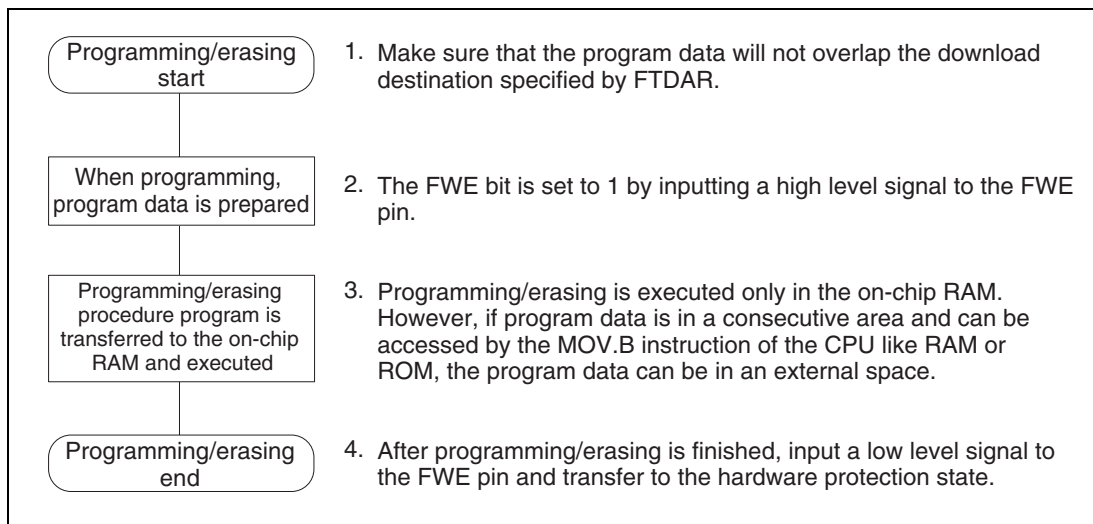 Programming/erasing
start
When programming,
program data is prepared
Programming/erasing
procedure program is
transferred to the on-chip
RAM and executed
Programming/erasing
end
1. Make sure that the program data will not overlap the download
destination specified by FTDAR.
2. The FWE bit is set to 1 by inputting a high level signal to the FWE
pin.
3. Programming/erasing is executed only in the on-chip RAM.
However, if program data is in a consecutive area and can be
accessed by the MOV.B instruction of the CPU like RAM or
ROM, the program data can be in an external space.
4. After programming/erasing is finished, input a low level signal to
the FWE pin and transfer to the hardware protection state.